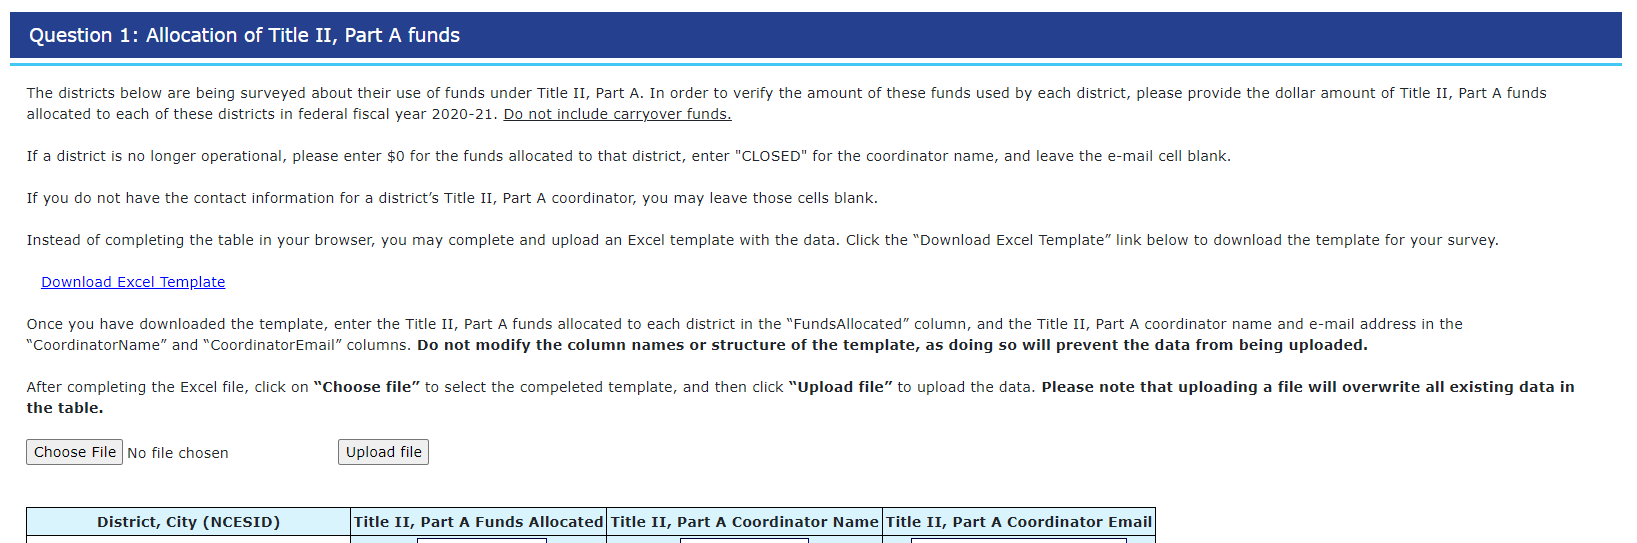 Question 1: Allocation of Title II, Part A funds
The districts below are being surveyed about their use of funds under Title II, Part A. In order to verify the amount of these funds used by each district, please provide the dollar amount of Title II, Part A funds
allocated to each of these districts in federal fiscal year 2020-21. Do not include carryover funds.
If a district is no longer operational, please enter $0 for the funds allocated to that district, enter "CLOSED" for the coordinator name, and leave the e-mail cell blank.
If you do not have the contact information for a district’s Title II, Part A coordinator, you may leave those cells blank.
Instead of completing the table in your browser, you may complete and upload an Excel template with the data. Click the “Download Excel Template” link below to download the template for your survey.
Download Excel Template
Once you have downloaded the template, enter the Title II, Part A funds allocated to each district in the “FundsAllocated” column, and the Title II, Part A coordinator name and e-mail address in the
“CoordinatorName” and “CoordinatorEmail” columns. Do not modify the column names or structure of the template, as doing so will prevent the data from being uploaded.
After completing the Excel file, click on “Choose file” to select the compeleted template, and then click “Upload file” to upload the data. Please note that uploading a file will overwrite all existing data in
the table.
Choose File No file chosen Upload file
District, City (NCESID) Title II, Part A Funds Allocated Title II, Part A Coordinator Name Title II, Part A Coordinator Email